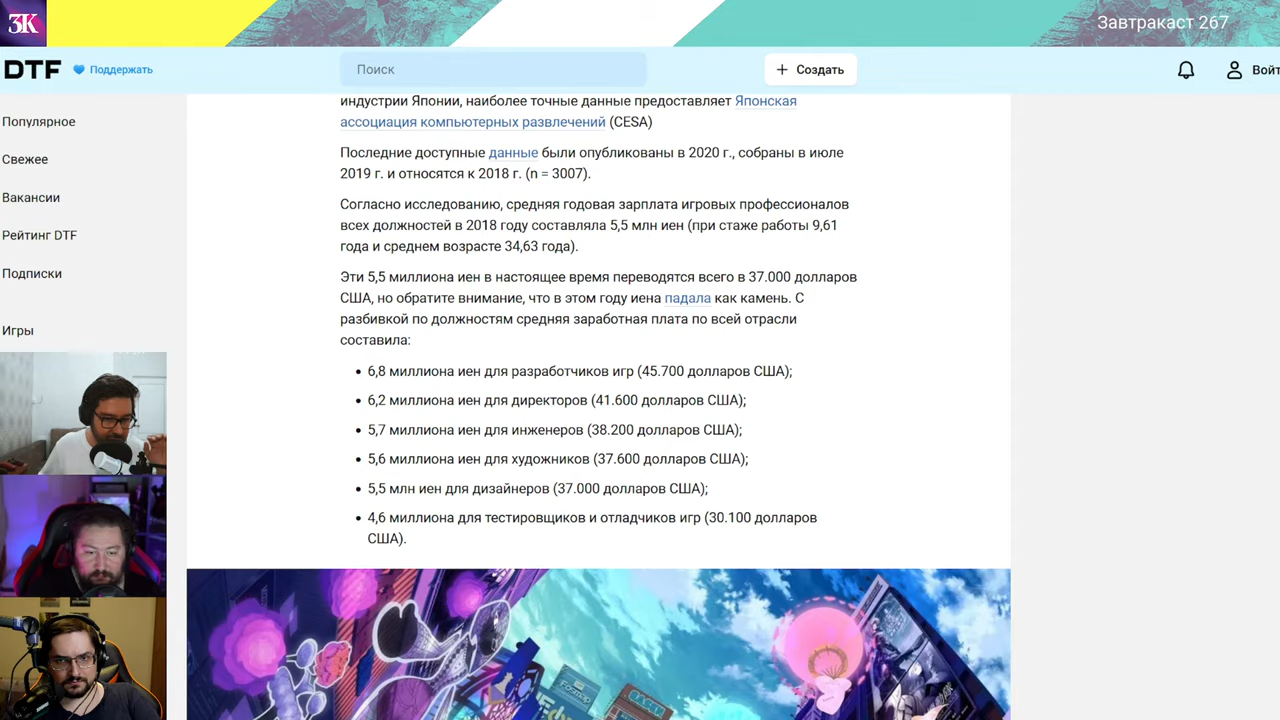 ЗК
Завтракаст 267
DTF
Поддержать
Поиск
+ Создать
Войт
Популярное
Свежее
Вакансии
Рейтинг DTF
Подписки
Игры
индустрии Японии, наиболее точные данные предоставляет Японская
ассоциация компьютерных развлечений (CESA)
Последние доступные данные были опубликованы в 2020 г., собраны в июле
2019 г. и относятся к 2018 г. (n = 3007).
Согласно исследованию, средняя годовая зарплата игровых профессионалов
всех должностей в 2018 году составляла 5,5 млн иен (при стаже работы 9,61
года и среднем возрасте 34,63 года).
Эти 5,5 миллиона иен в настоящее время переводятся всего в 37.000 долларов
США, но обратите внимание, что в этом году иена падала как камень. С
разбивкой по должностям средняя заработная плата по всей отрасли
составила:
• 6,8 миллиона иен для разработчиков игр (45.700 долларов США);
• 6,2 миллиона иен для директоров (41.600 долларов США);
• 5,7 миллиона иен для инженеров (38.200 долларов США);
• 5,6 миллиона иен для художников (37.600 долларов США);
• 5,5 млн иен для дизайнеров (37.000 долларов США);
• 4,6 миллиона для тестировщиков и отладчиков игр (30.100 долларов
США).